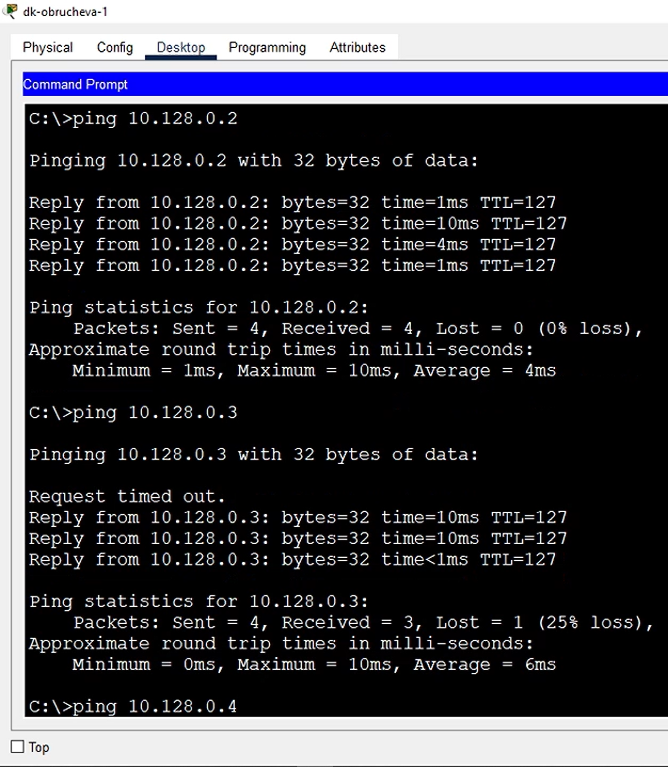 dk-obrucheva-1
Physical Config Desktop Programming Attributes
Command Prompt
C:\>ping 10.128.0.2
Pinging 10.128.0.2 with 32 bytes of data:
Reply from 10.128.0.2: bytes=32 time=1ms TTL=127
Reply from 10.128.0.2: bytes=32 time=10ms TTL=127
Reply from 10.128.0.2: bytes=32 time=4ms TTL=127
Reply from 10.128.0.2: bytes=32 time=1ms TTL=127
Ping statistics for 10.128.0.2:
Packets: Sent = 4, Received = 4, Lost = 0 (0% loss),
Approximate round trip times in milli-seconds:
Minimum = 1ms, Maximum = 10ms, Average = 4ms
C:\>ping 10.128.0.3
Pinging 10.128.0.3 with 32 bytes of data:
Request timed out.
Reply from 10.128.0.3: bytes=32 time=10ms TTL=127
Reply from 10.128.0.3: bytes=32 time=10ms TTL=127
Reply from 10.128.0.3: bytes=32 time<1ms TTL=127
Ping statistics for 10.128.0.3:
Packets: Sent = 4, Received = 3, Lost = 1 (25% loss),
Approximate round trip times in milli-seconds:
Minimum = 0ms, Maximum = 10ms, Average = 6ms
C:\>ping 10.128.0.4
Top